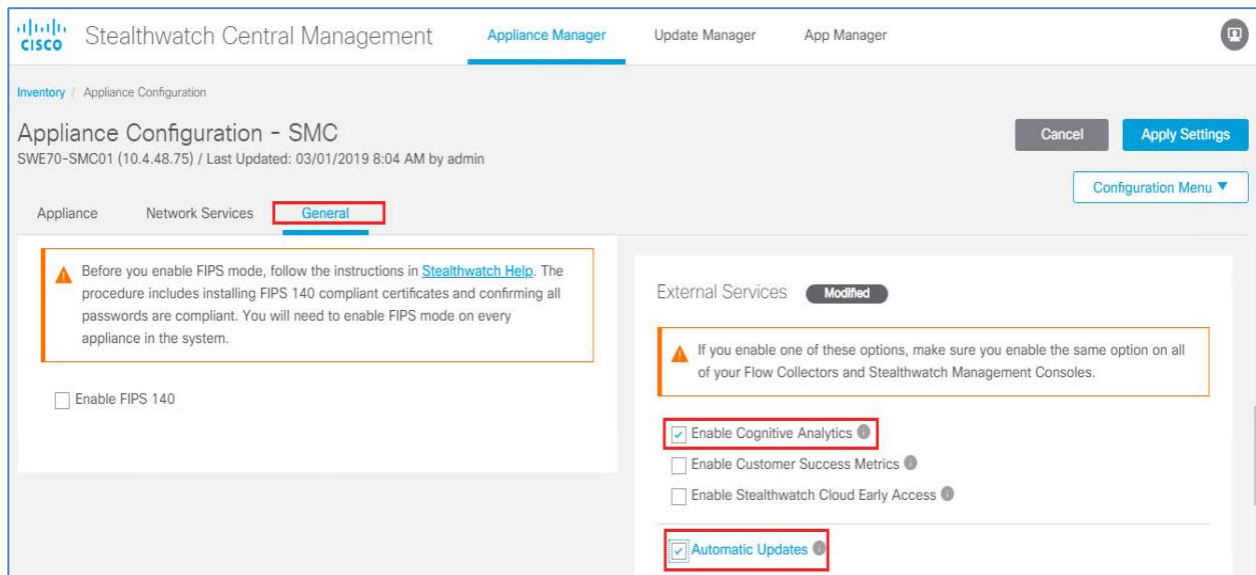 CISCO
Stealthwatch Central Management
Appliance Manager
Update Manager
App Manager
Inventory / Appliance Configuration
Appliance Configuration - SMC
SWE70-SMC01 (10.4.48.75) / Last Updated: 03/01/2019 8:04 AM by admin
Cancel
Apply Settings
Configuration Menu ▼
Appliance
Network Services
General
Before you enable FIPS mode, follow the instructions in Stealthwatch Help. The
procedure includes installing FIPS 140 compliant certificates and confirming all
passwords are compliant. You will need to enable FIPS mode on every
appliance in the system.
Enable FIPS 140
External Services
Modified
If you enable one of these options, make sure you enable the same option on all
of your Flow Collectors and Stealthwatch Management Consoles.
Enable Cognitive Analytics
Enable Customer Success Metrics
Enable Stealthwatch Cloud Early Access
Automatic Updates